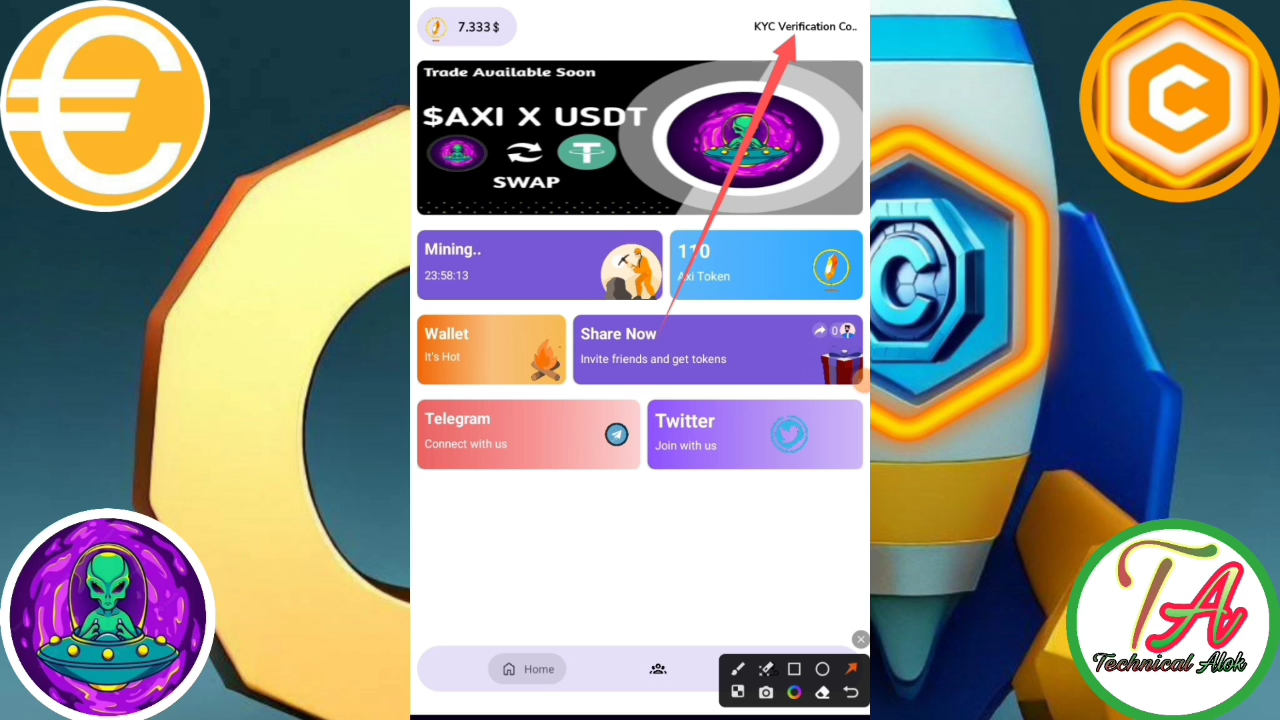 7.333 $
KYC Verification Co..
Trade Available Soon
$AXI X USDT
SWAP
Mining..
23:58:13
110
Axi Token
Wallet
It's Hot
Share Now
0
Invite friends and get tokens
Telegram
Connect with us
Twitter
Join with us
Home
TA
Technical Alok